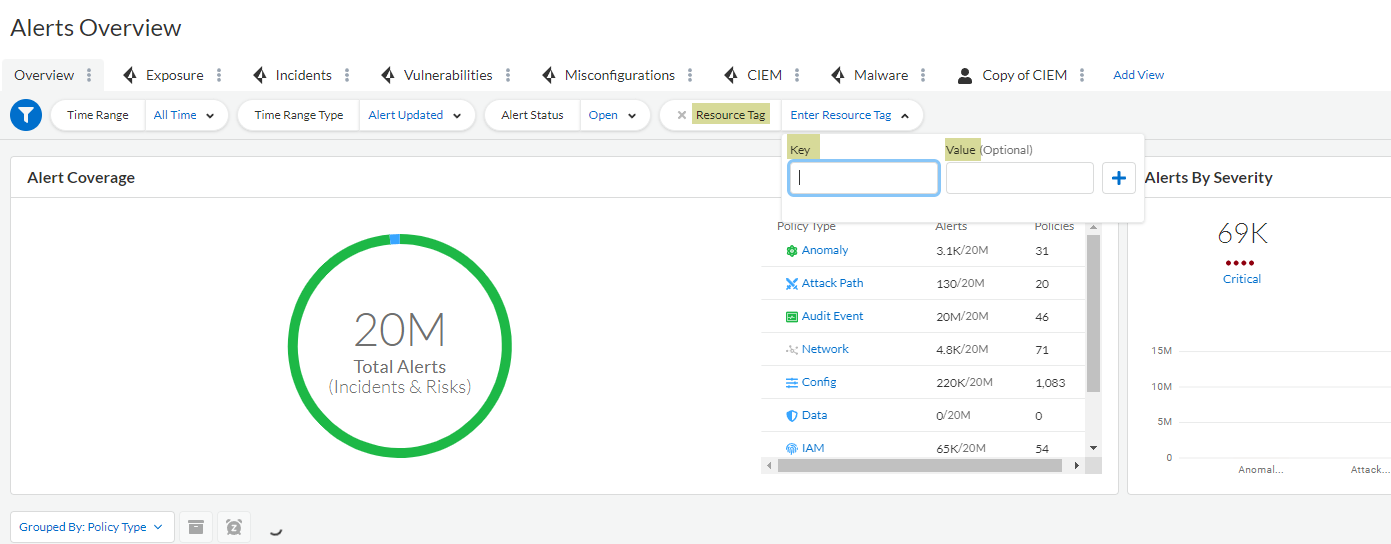 Alerts Overview
Overview Exposure Incidents Vulnerabilities Misconfigurations CIEM Malware Copy of CIEM Add View
Time Range All Time Time Range Type Alert Updated Alert Status Open Resource Tag Enter Resource Tag
Key Value (Optional)
Alert Coverage
Alerts By Severity
20M
Total Alerts
(Incidents & Risks)
Policy Type Alerts Policies
Anomaly 3.1K/20M 31
Attack Path 130/20M 20
Audit Event 20M/20M 46
Network 4.8K/20M 71
Config 220K/20M 1,083
Data 0/20M 0
IAM 65K/20M 54
69K
Critical
15M
10M
5M
0
Anomal... Attack...
Grouped By: Policy Type